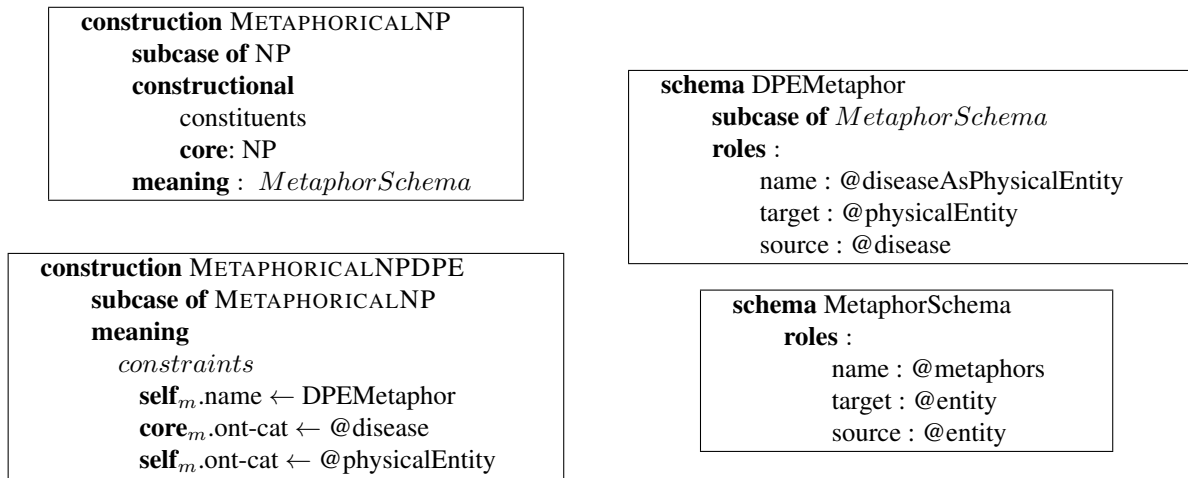 construction METAPHORICALNP
subcase of NP
constructional
constituents
core: NP
meaning : MetaphorSchema
construction METAPHORICALNPDPE
subcase of METAPHORICALNP
meaning
constraints
selfm.name ← DPEMetaphor
corem.ont-cat ← @disease
selfm.ont-cat ← @physicalEntity
schema DPEMetaphor
subcase of MetaphorSchema
roles :
name : @diseaseAsPhysicalEntity
target : @physicalEntity
source : @disease
schema MetaphorSchema
roles :
name : @metaphors
target : @entity
source : @entity